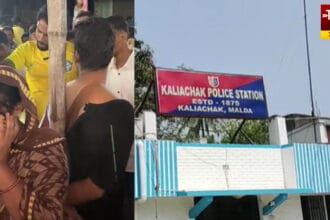 KALIACHAK POLICE STATION
ESTD - 1875
KALIACHAK, MALDA